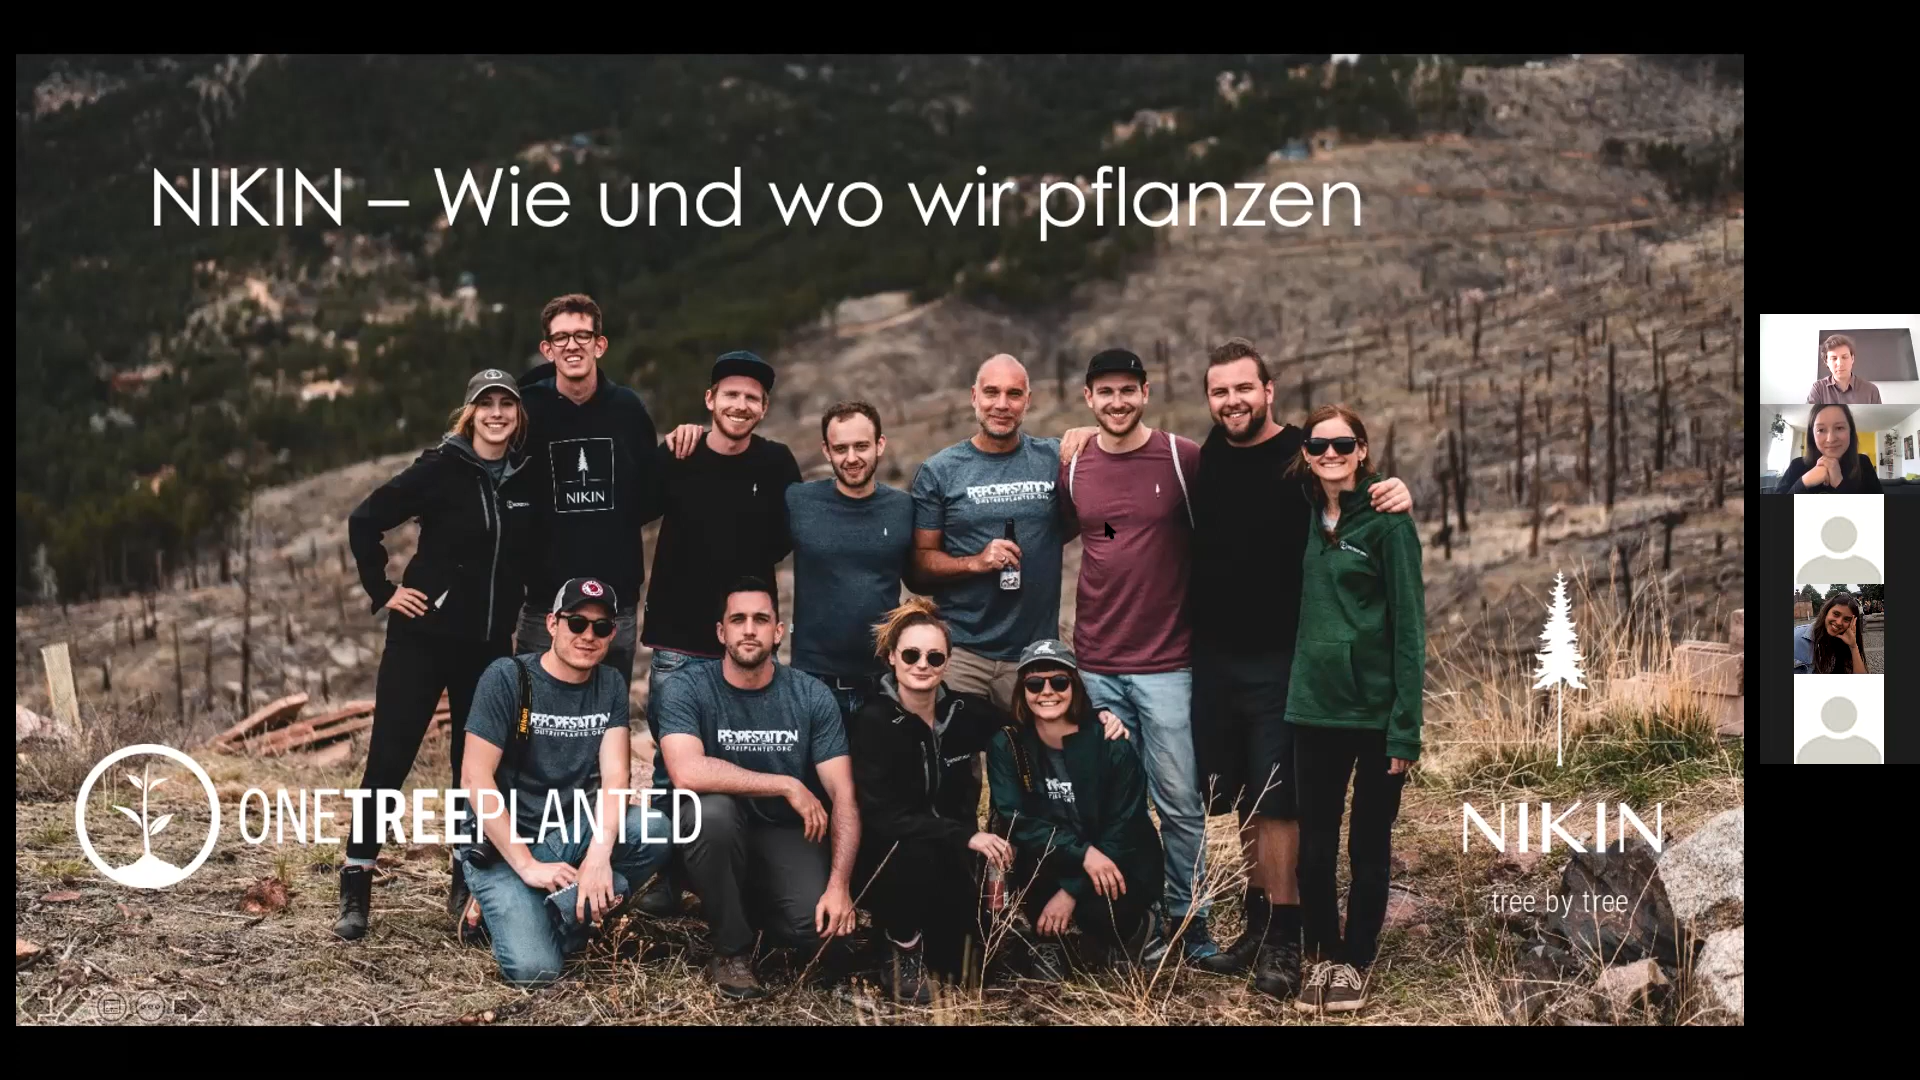 NIKIN – Wie und wo wir pflanzen
NIKIN
REFORESTATION
ONETREEPLANTED.ORG
REFORESTATION
ONETREEPLANTED.ORG
REFORESTATION
ONETREEPLANTED.ORG
Nikon
ONETREEPLANTED
NIKIN
tree by tree